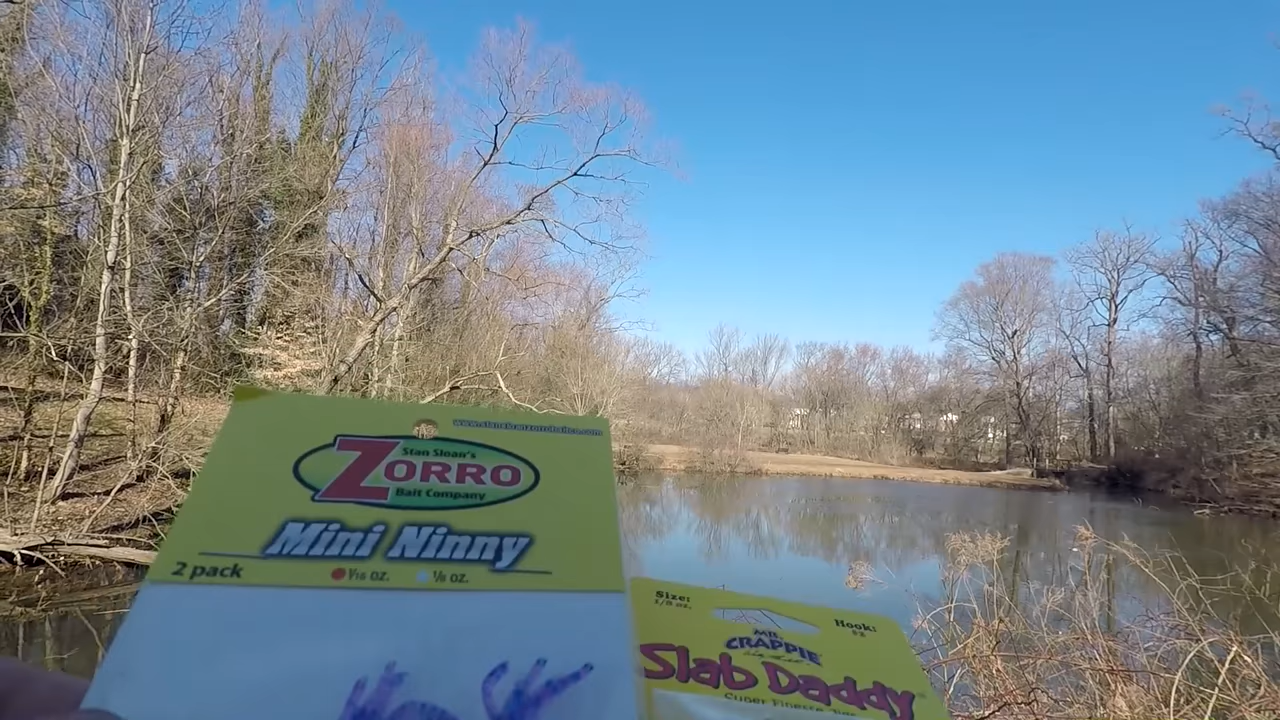 Stan Sloan's
ZORRO
Bait Company
Mini Ninny
2 pack
1/16 oz.
1/8 oz.
Size:
1/8 oz.
Hook:
MR.
CRAPPIE
Slab Daddy